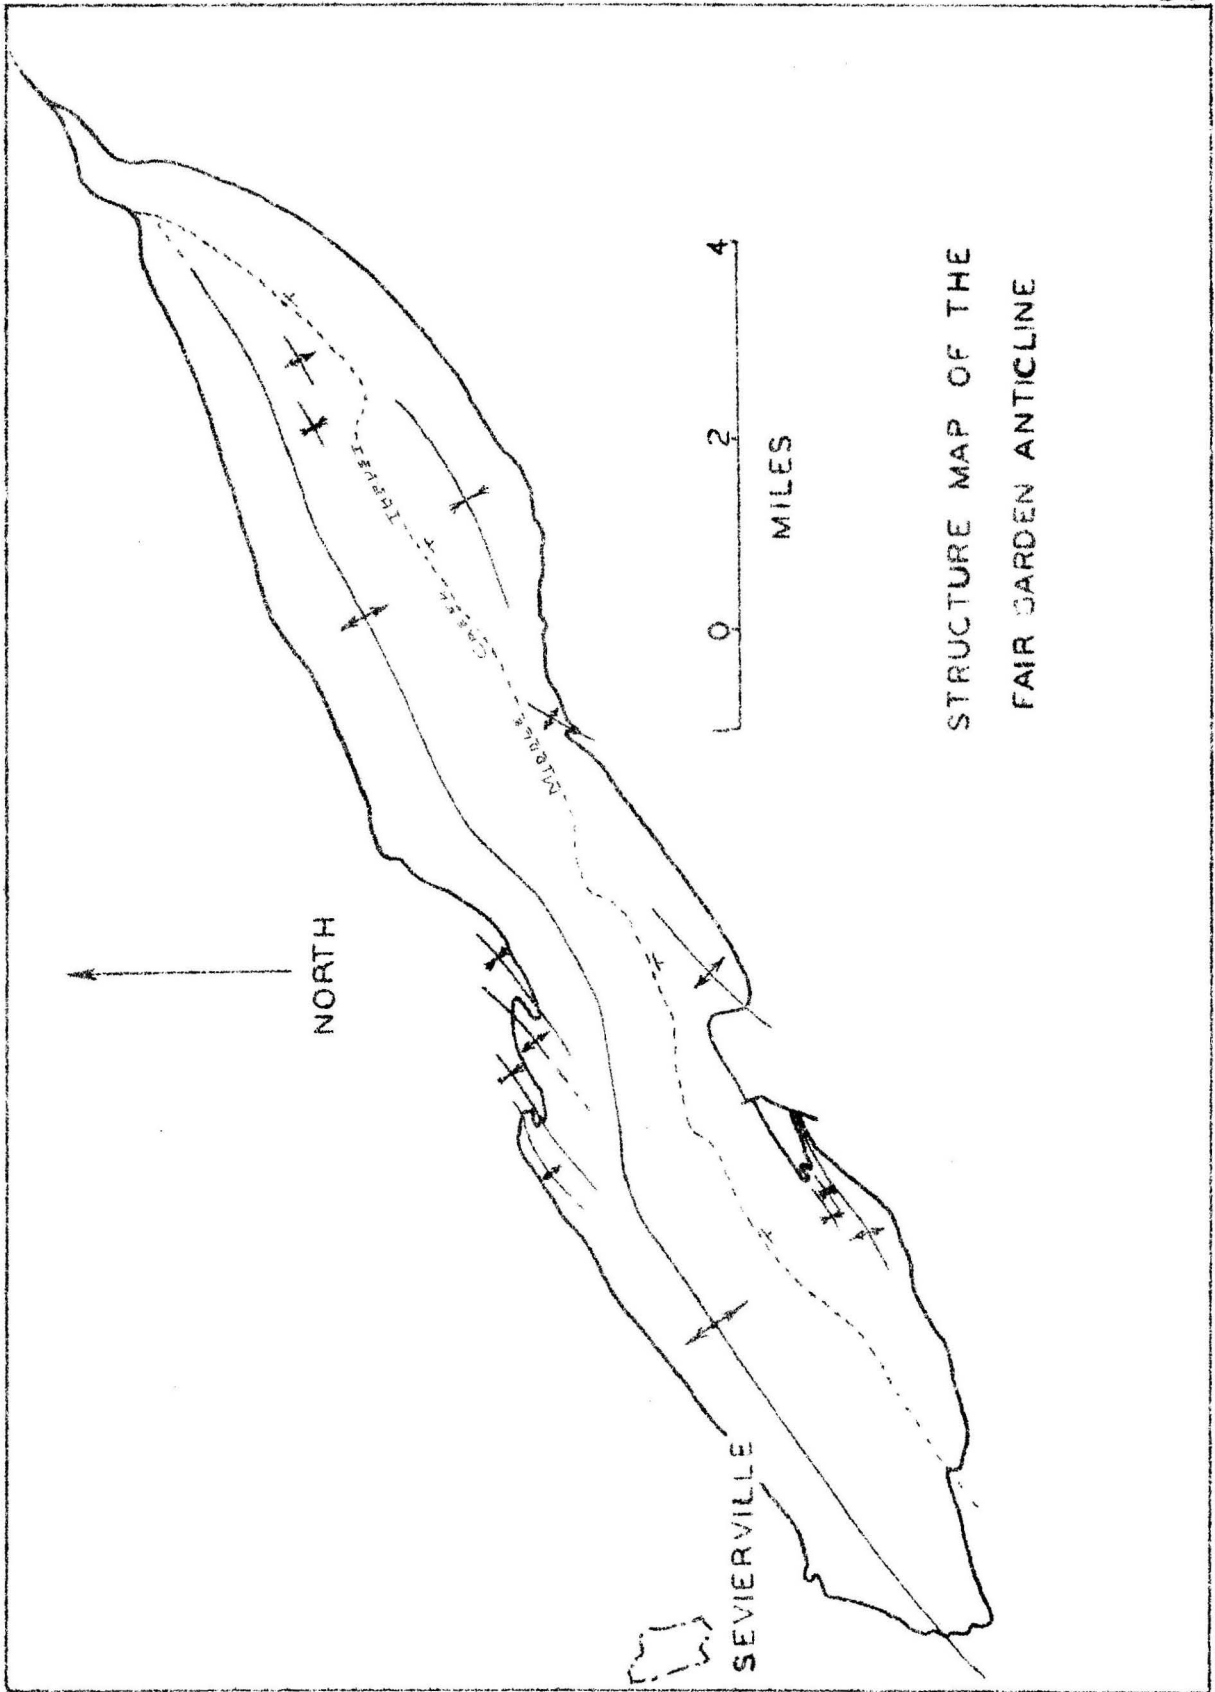 NORTH
MIDDLE CREEK THRUST
SEVIERVILLE
0 2 4
MILES
STRUCTURE MAP OF THE
FAIR GARDEN ANTICLINE